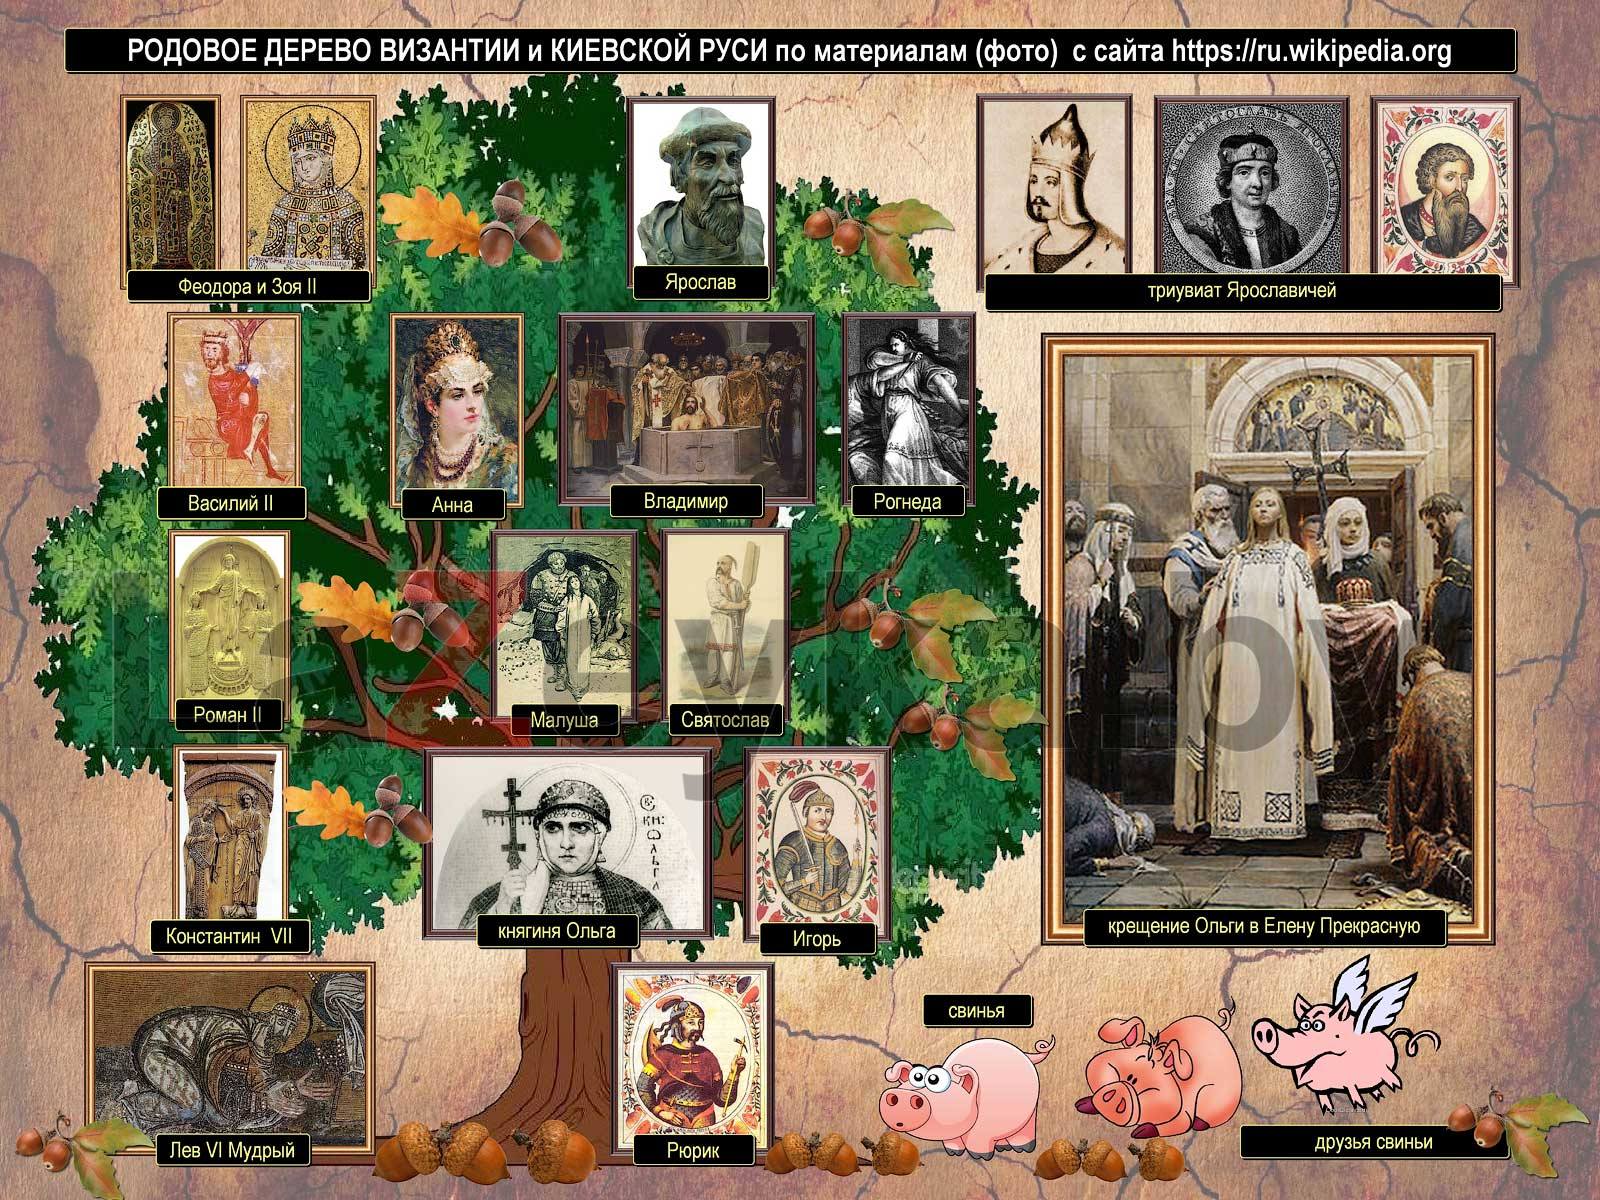 РОДОВОЕ ДЕРЕВО ВИЗАНТИИ и КИЕВСКОЙ РУСИ по материалам (фото) с сайта https://ru.wikipedia.org
Феодора и Зоя II
Ярослав
триувиат Ярославичей
Василий II
Анна
Владимир
Рогнеда
Роман II
Малуша
Святослав
Константин VII
княгиня Ольга
Игорь
крещение Ольги в Елену Прекрасную
Лев VI Мудрый
Рюрик
свинья
друзья свиньи